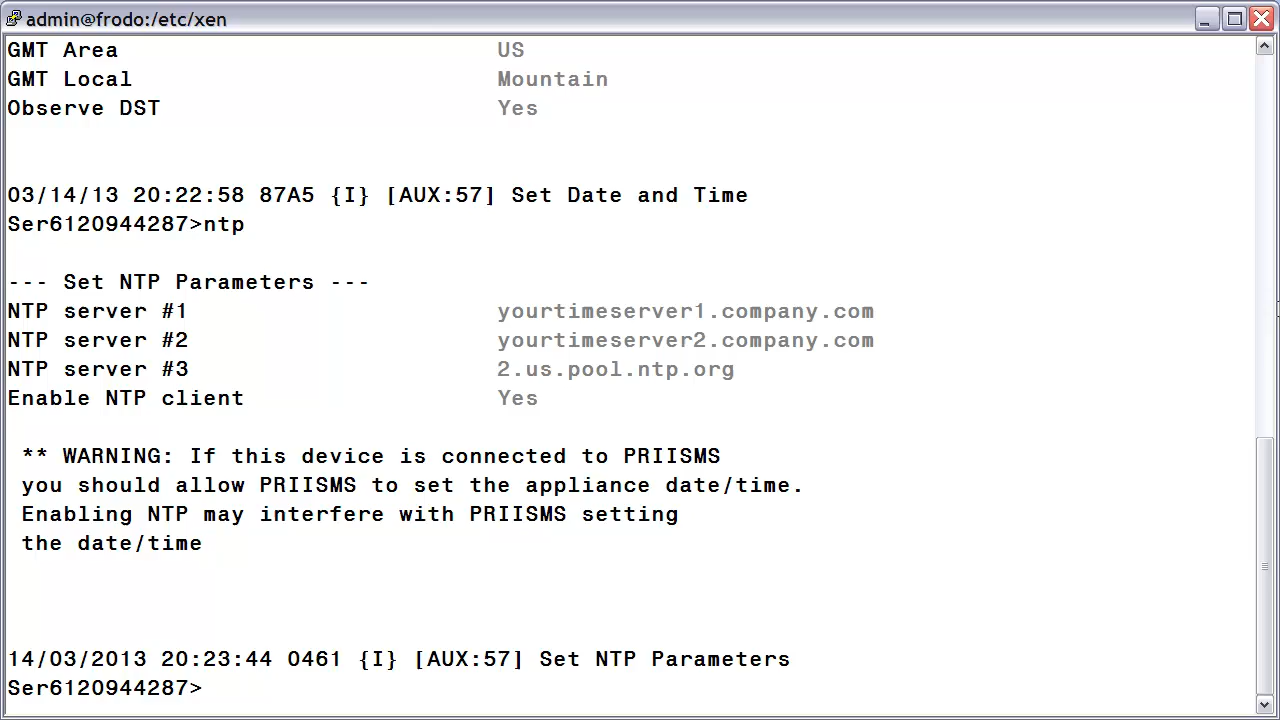 admin@frodo:/etc/xen
GMT Area US
GMT Local Mountain
Observe DST Yes
03/14/13 20:22:58 87A5 {I} [AUX:57] Set Date and Time
Ser6120944287>ntp
--- Set NTP Parameters ---
NTP server #1 yourtimeserver1.company.com
NTP server #2 yourtimeserver2.company.com
NTP server #3 2.us.pool.ntp.org
Enable NTP client Yes
** WARNING: If this device is connected to PRIISMS
you should allow PRIISMS to set the appliance date/time.
Enabling NTP may interfere with PRIISMS setting
the date/time
14/03/2013 20:23:44 0461 {I} [AUX:57] Set NTP Parameters
Ser6120944287>